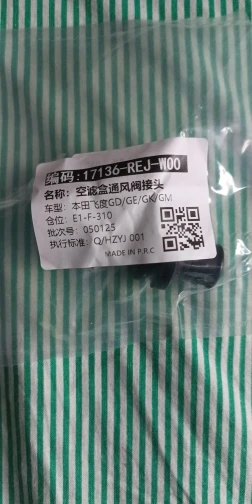 编码:17136-REJ-W00
名称：空滤盒通风阀接头
车型：本田飞度GD/GE/GK/GM
仓位：E1-F-310
批次号：050125
执行标准：Q/HZYJ 001
MADE IN P.R.C